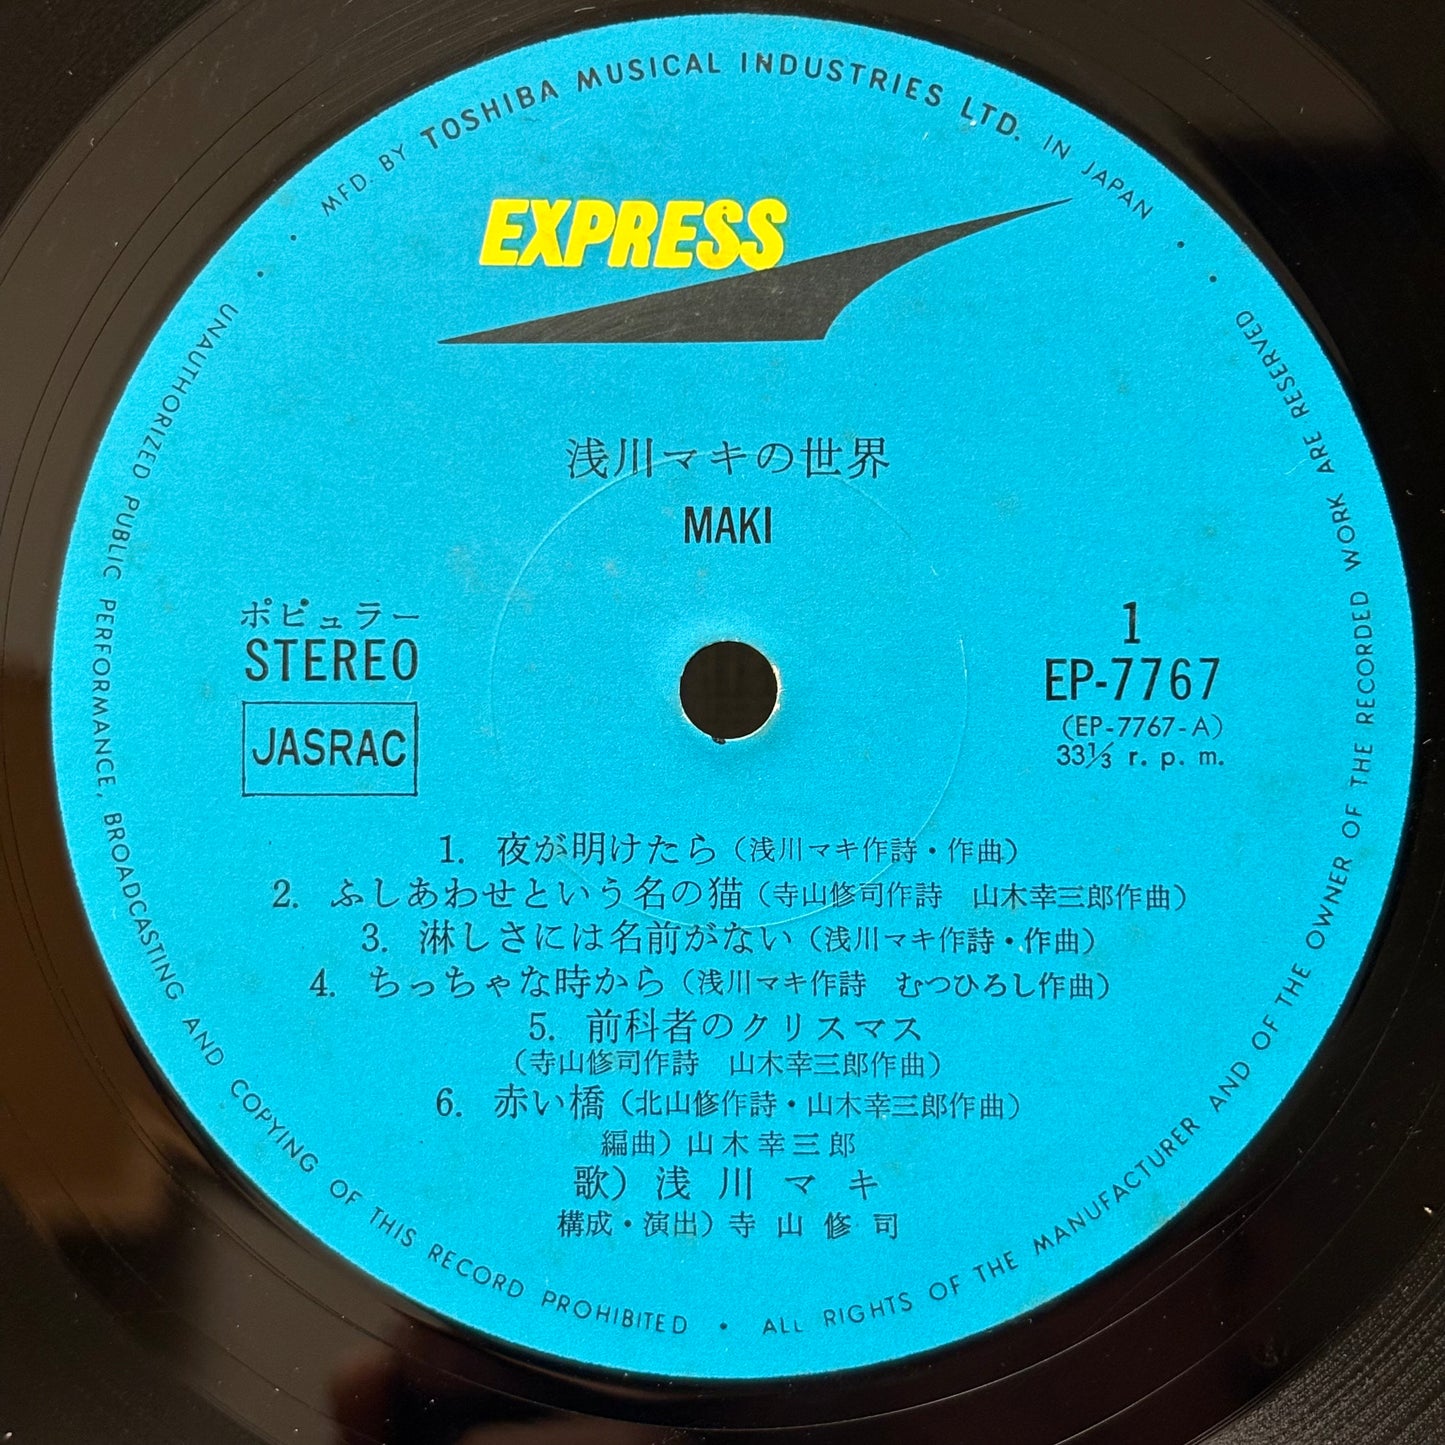 MFD BY TOSHIBA MUSICAL INDUSTRIES LTD. IN JAPAN
EXPRESS
浅川マキの世界
MAKI
ポピュラー
STEREO
JASRAC
1
EP-7767
(EP-7767-A)
33⅓ r. p. m.
1. 夜が明けたら（浅川マキ作詩・作曲）
2. ふしあわせという名の猫（寺山修司作詩 山木幸三郎作曲）
3. 淋しさには名前がない（浅川マキ作詩・作曲）
4. ちっちゃな時から（浅川マキ作詩 むつひろし作曲）
5. 前科者のクリスマス
（寺山修司作詩 山木幸三郎作曲）
6. 赤い橋（北山修作詩・山木幸三郎作曲）
編曲）山木幸三郎
歌）浅川マキ
構成・演出）寺山修司
UNAUTHORIZED PUBLIC PERFORMANCE, BROADCASTING AND COPYING OF THIS RECORD PROHIBITED • ALL RIGHTS OF THE MANUFACTURER AND OF THE OWNER OF THE RECORDED WORK ARE RESERVED